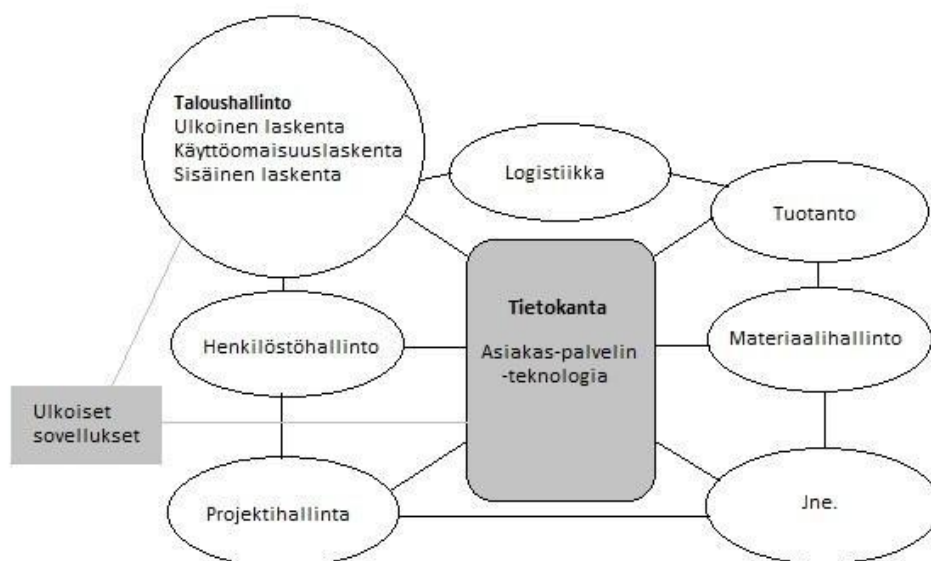 Taloushallinto
Ulkoinen laskenta
Käyttöomaisuuslaskenta
Sisäinen laskenta
Logistiikka
Tuotanto
Tietokanta
Asiakas-palvelin
-teknologia
Henkilöstöhallinto
Materiaalihallinto
Ulkoiset
sovellukset
Projektihallinta
Jne.